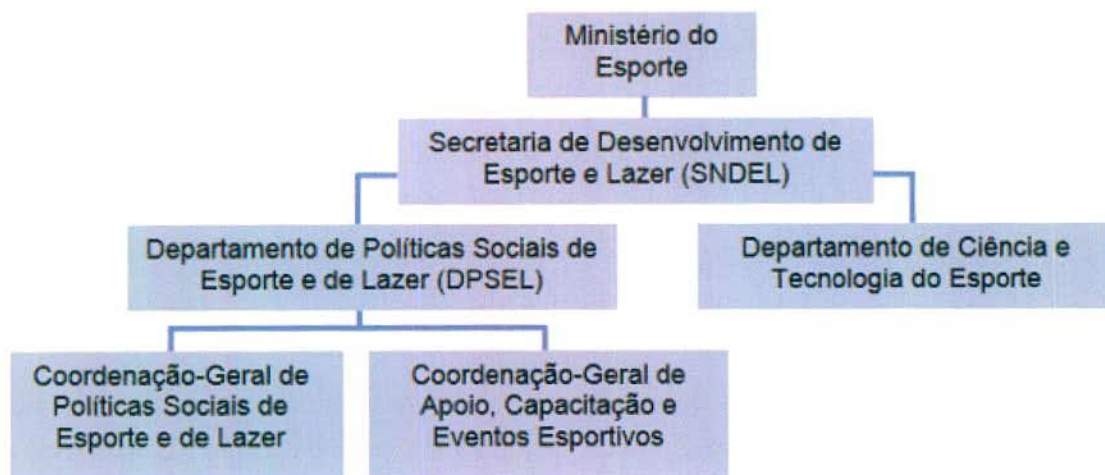 Ministério do
Esporte
Secretaria de Desenvolvimento de
Esporte e Lazer (SNDEL)
Departamento de Políticas Sociais de
Esporte e de Lazer (DPSEL)
Departamento de Ciência e
Tecnologia do Esporte
Coordenação-Geral de
Políticas Sociais de
Esporte e de Lazer
Coordenação-Geral de
Apoio, Capacitação e
Eventos Esportivos